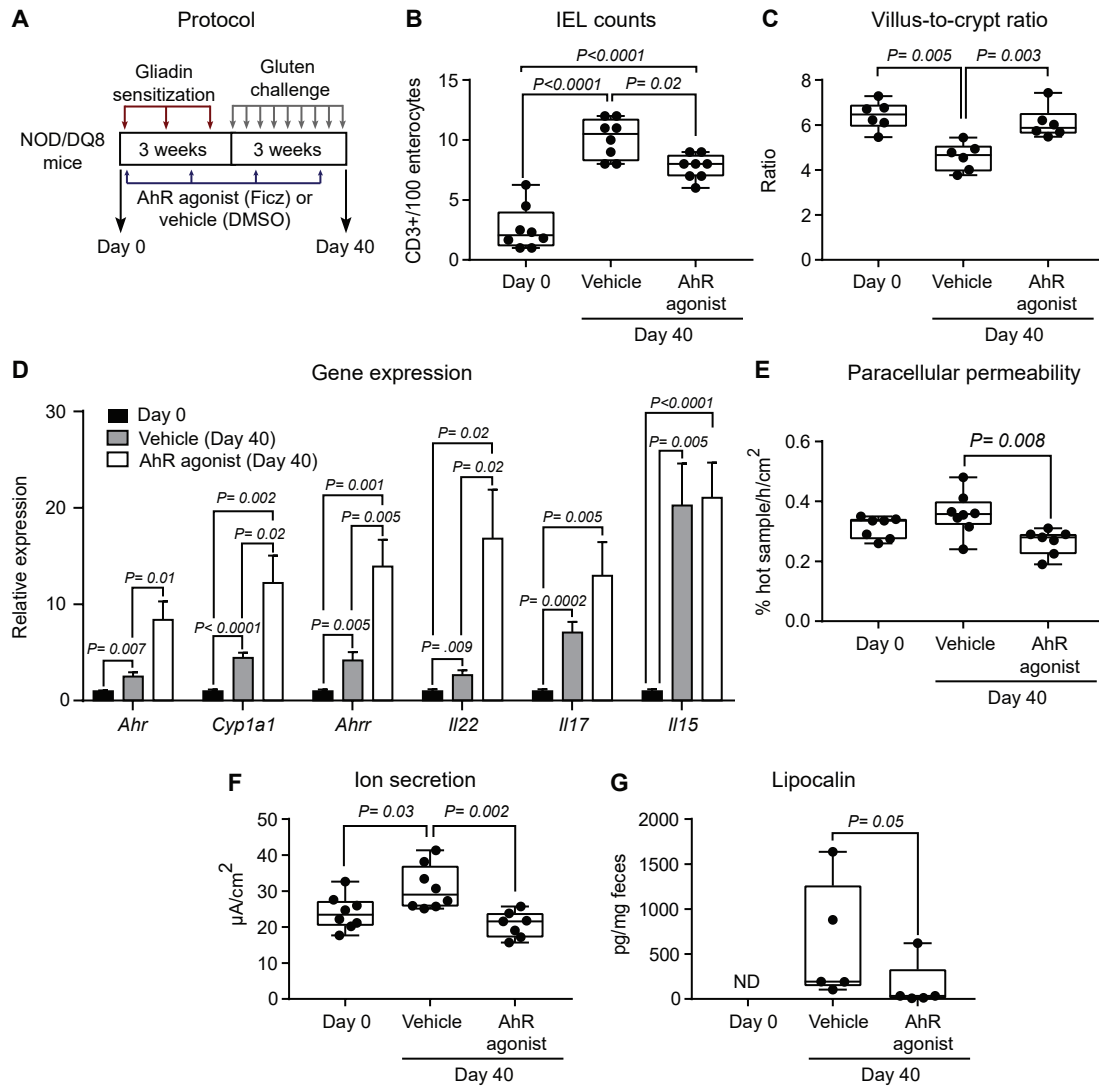 A
Protocol
Gliadin
sensitization
Gluten
challenge
NOD/DQ8
mice
3 weeks
3 weeks
AhR agonist (Ficz) or
vehicle (DMSO)
Day 0
Day 40
B
IEL counts
P<0.0001
P<0.0001
P= 0.02
CD3+/100 enterocytes
15
10
5
0
Day 0
Vehicle
AhR
agonist
Day 40
C
Villus-to-crypt ratio
P= 0.005
P= 0.003
Ratio
8
6
4
2
0
Day 0
Vehicle
AhR
agonist
Day 40
D
Gene expression
Relative expression
30
20
10
0
Day 0
Vehicle (Day 40)
AhR agonist (Day 40)
P= 0.007
P= 0.01
P< 0.0001
P= 0.002
P= 0.02
P= 0.005
P= 0.001
P= 0.005
P= .009
P= 0.02
P= 0.02
P= 0.0002
P= 0.005
P<0.0001
P= 0.005
Ahr
Cyp1a1
Ahrr
Il22
Il17
Il15
E
Paracellular permeability
P= 0.008
% hot sample/h/cm2
0.6
0.4
0.2
0.0
Day 0
Vehicle
AhR
agonist
Day 40
F
Ion secretion
P= 0.03
P= 0.002
µA/cm2
50
40
30
20
10
0
Day 0
Vehicle
AhR
agonist
Day 40
G
Lipocalin
P= 0.05
pg/mg feces
2000
1500
1000
500
0
ND
Day 0
Vehicle
AhR
agonist
Day 40